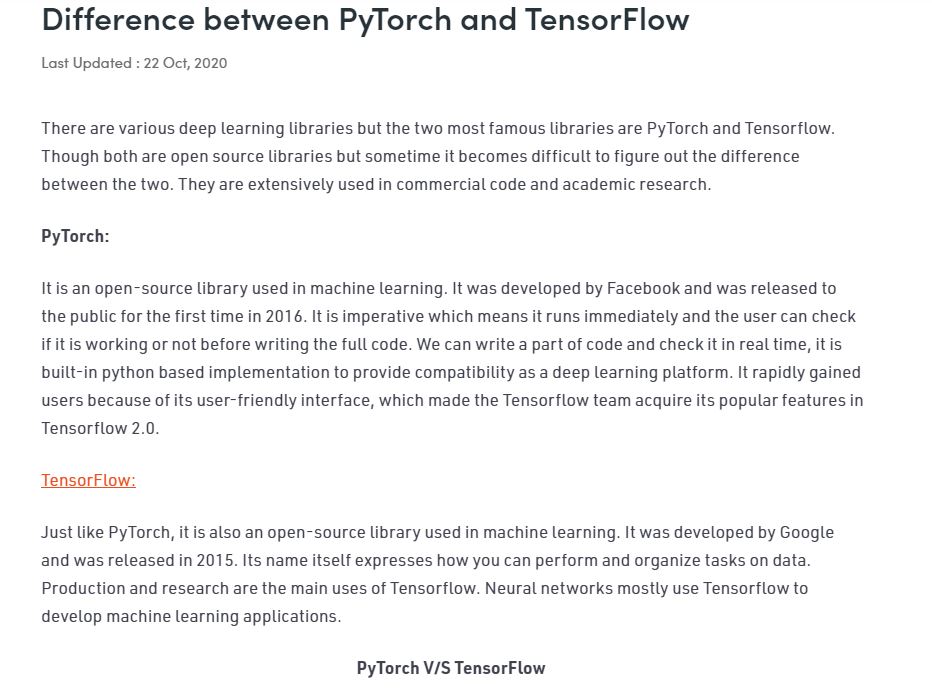 Difference between PyTorch and TensorFlow
Last Updated : 22 Oct, 2020
There are various deep learning libraries but the two most famous libraries are PyTorch and Tensorflow.
Though both are open source libraries but sometime it becomes difficult to figure out the difference
between the two. They are extensively used in commercial code and academic research.
PyTorch:
It is an open-source library used in machine learning. It was developed by Facebook and was released to
the public for the first time in 2016. It is imperative which means it runs immediately and the user can check
if it is working or not before writing the full code. We can write a part of code and check it in real time, it is
built-in python based implementation to provide compatibility as a deep learning platform. It rapidly gained
users because of its user-friendly interface, which made the Tensorflow team acquire its popular features in
Tensorflow 2.0.
TensorFlow:
Just like PyTorch, it is also an open-source library used in machine learning. It was developed by Google
and was released in 2015. Its name itself expresses how you can perform and organize tasks on data.
Production and research are the main uses of Tensorflow. Neural networks mostly use Tensorflow to
develop machine learning applications.
PyTorch V/S TensorFlow